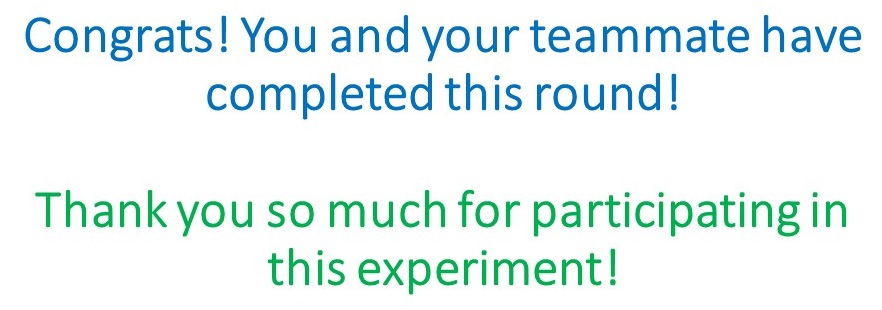 Congrats! You and your teammate have
completed this round!
Thank you so much for participating in
this experiment!